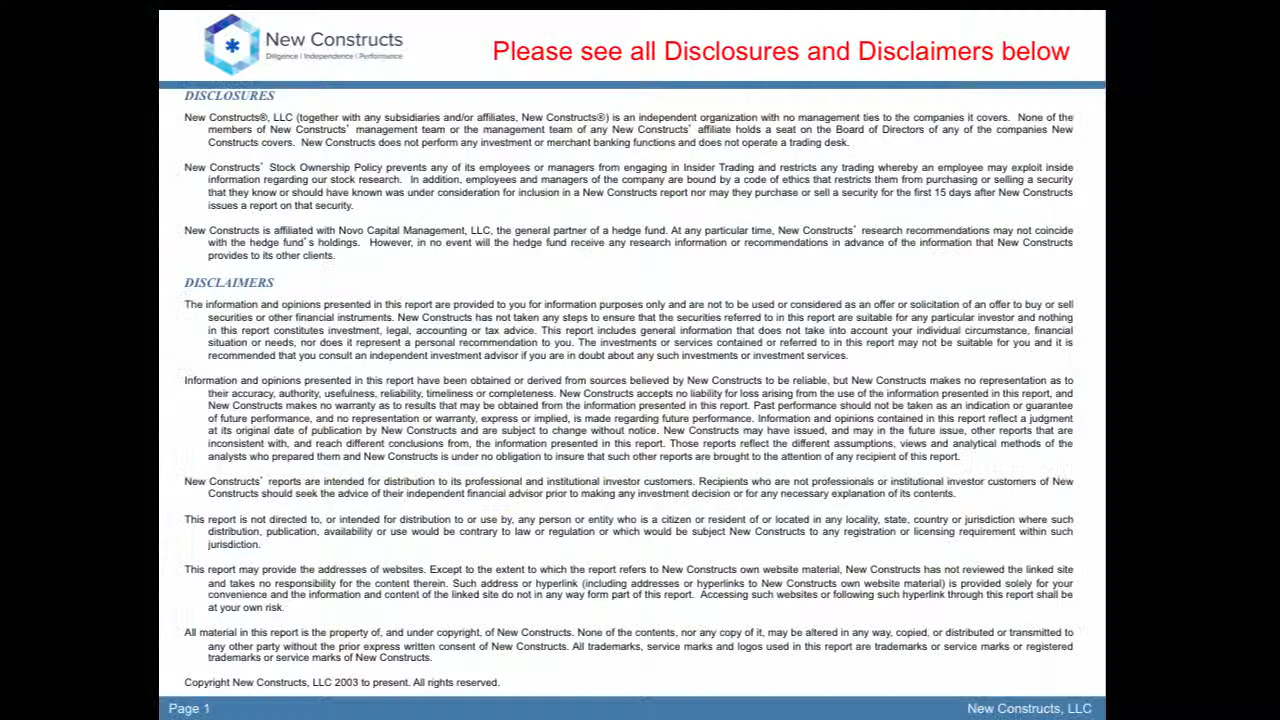 New Constructs
Diligence | Independence | Performance
Please see all Disclosures and Disclaimers below
DISCLOSURES
New Constructs®, LLC (together with any subsidiaries and/or affiliates, New Constructs®) is an independent organization with no management ties to the companies it covers. None of the
members of New Constructs' management team or the management team of any New Constructs' affiliate holds a seat on the Board of Directors of any of the companies New
Constructs covers. New Constructs does not perform any investment or merchant banking functions and does not operate a trading desk.
New Constructs' Stock Ownership Policy prevents any of its employees or managers from engaging in Insider Trading and restricts any trading whereby an employee may exploit inside
information regarding our stock research. In addition, employees and managers of the company are bound by a code of ethics that restricts them from purchasing or selling a security
that they know or should have known was under consideration for inclusion in a New Constructs report nor may they purchase or sell a security for the first 15 days after New Constructs
issues a report on that security.
New Constructs is affiliated with Novo Capital Management, LLC, the general partner of a hedge fund. At any particular time, New Constructs' research recommendations may not coincide
with the hedge fund's holdings. However, in no event will the hedge fund receive any research information or recommendations in advance of the information that New Constructs
provides to its other clients.
DISCLAIMERS
The information and opinions presented in this report are provided to you for information purposes only and are not to be used or considered as an offer or solicitation of an offer to buy or sell
securities or other financial instruments. New Constructs has not taken any steps to ensure that the securities referred to in this report are suitable for any particular investor and nothing
in this report constitutes investment, legal, accounting or tax advice. This report includes general information that does not take into account your individual circumstance, financial
situation or needs, nor does it represent a personal recommendation to you. The investments or services contained or referred to in this report may not be suitable for you and it is
recommended that you consult an independent investment advisor if you are in doubt about any such investments or investment services.
Information and opinions presented in this report have been obtained or derived from sources believed by New Constructs to be reliable, but New Constructs makes no representation as to
their accuracy, authority, usefulness, reliability, timeliness or completeness. New Constructs accepts no liability for loss arising from the use of the information presented in this report, and
New Constructs makes no warranty as to results that may be obtained from the information presented in this report. Past performance should not be taken as an indication or guarantee
of future performance, and no representation or warranty, express or implied, is made regarding future performance. Information and opinions contained in this report reflect a judgment
at its original date of publication by New Constructs and are subject to change without notice. New Constructs may have issued, and may in the future issue, other reports that are
inconsistent with, and reach different conclusions from, the information presented in this report. Those reports reflect the different assumptions, views and analytical methods of the
analysts who prepared them and New Constructs is under no obligation to insure that such other reports are brought to the attention of any recipient of this report.
New Constructs' reports are intended for distribution to its professional and institutional investor customers. Recipients who are not professionals or institutional investor customers of New
Constructs should seek the advice of their independent financial advisor prior to making any investment decision or for any necessary explanation of its contents.
This report is not directed to, or intended for distribution to or use by, any person or entity who is a citizen or resident of or located in any locality, state, country or jurisdiction where such
distribution, publication, availability or use would be contrary to law or regulation or which would be subject New Constructs to any registration or licensing requirement within such
jurisdiction.
This report may provide the addresses of websites. Except to the extent to which the report refers to New Constructs own website material, New Constructs has not reviewed the linked site
and takes no responsibility for the content therein. Such address or hyperlink (including addresses or hyperlinks to New Constructs own website material) is provided solely for your
convenience and the information and content of the linked site do not in any way form part of this report. Accessing such websites or following such hyperlink through this report shall be
at your own risk.
All material in this report is the property of, and under copyright, of New Constructs. None of the contents, nor any copy of it, may be altered in any way, copied, or distributed or transmitted to
any other party without the prior express written consent of New Constructs. All trademarks, service marks and logos used in this report are trademarks or service marks or registered
trademarks or service marks of New Constructs.
Copyright New Constructs, LLC 2003 to present. All rights reserved.
Page 1
New Constructs, LLC